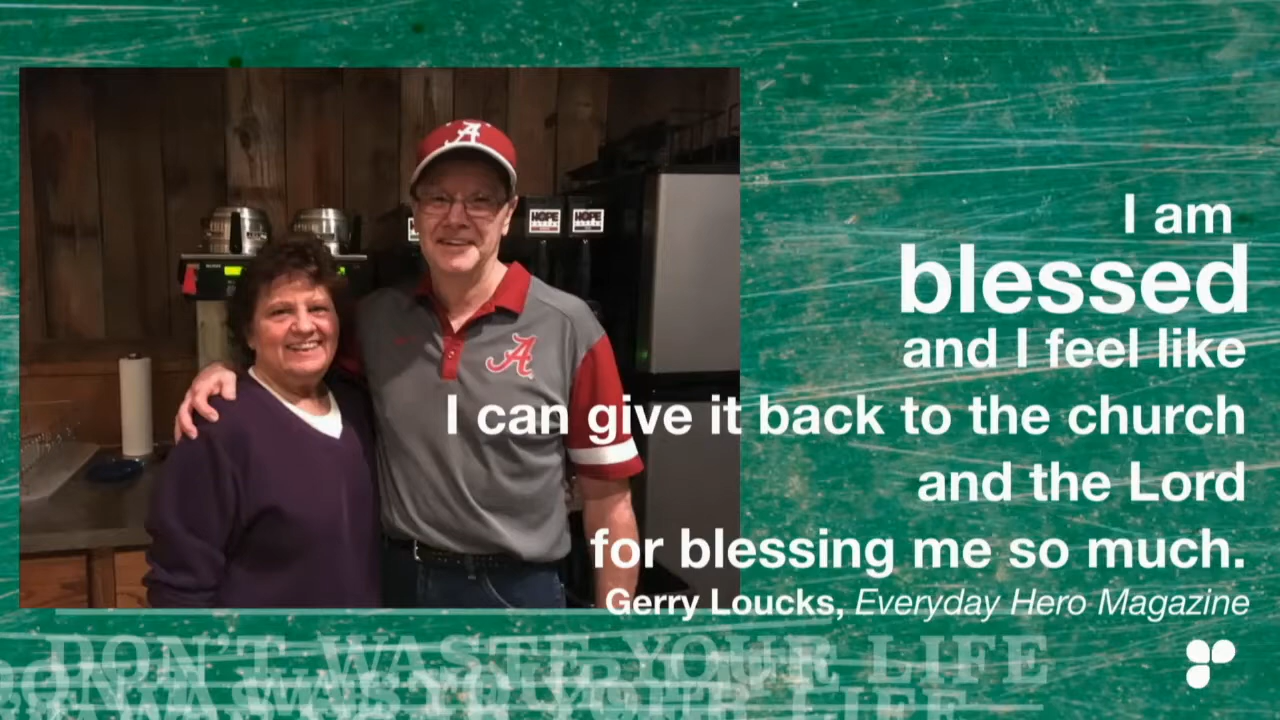 I am
blessed
and I feel like
I can give it back to the church
and the Lord
for blessing me so much.
Gerry Loucks, Everyday Hero Magazine
A
A
HOPE
HOPE
DON'T WASTE YOUR LIFE